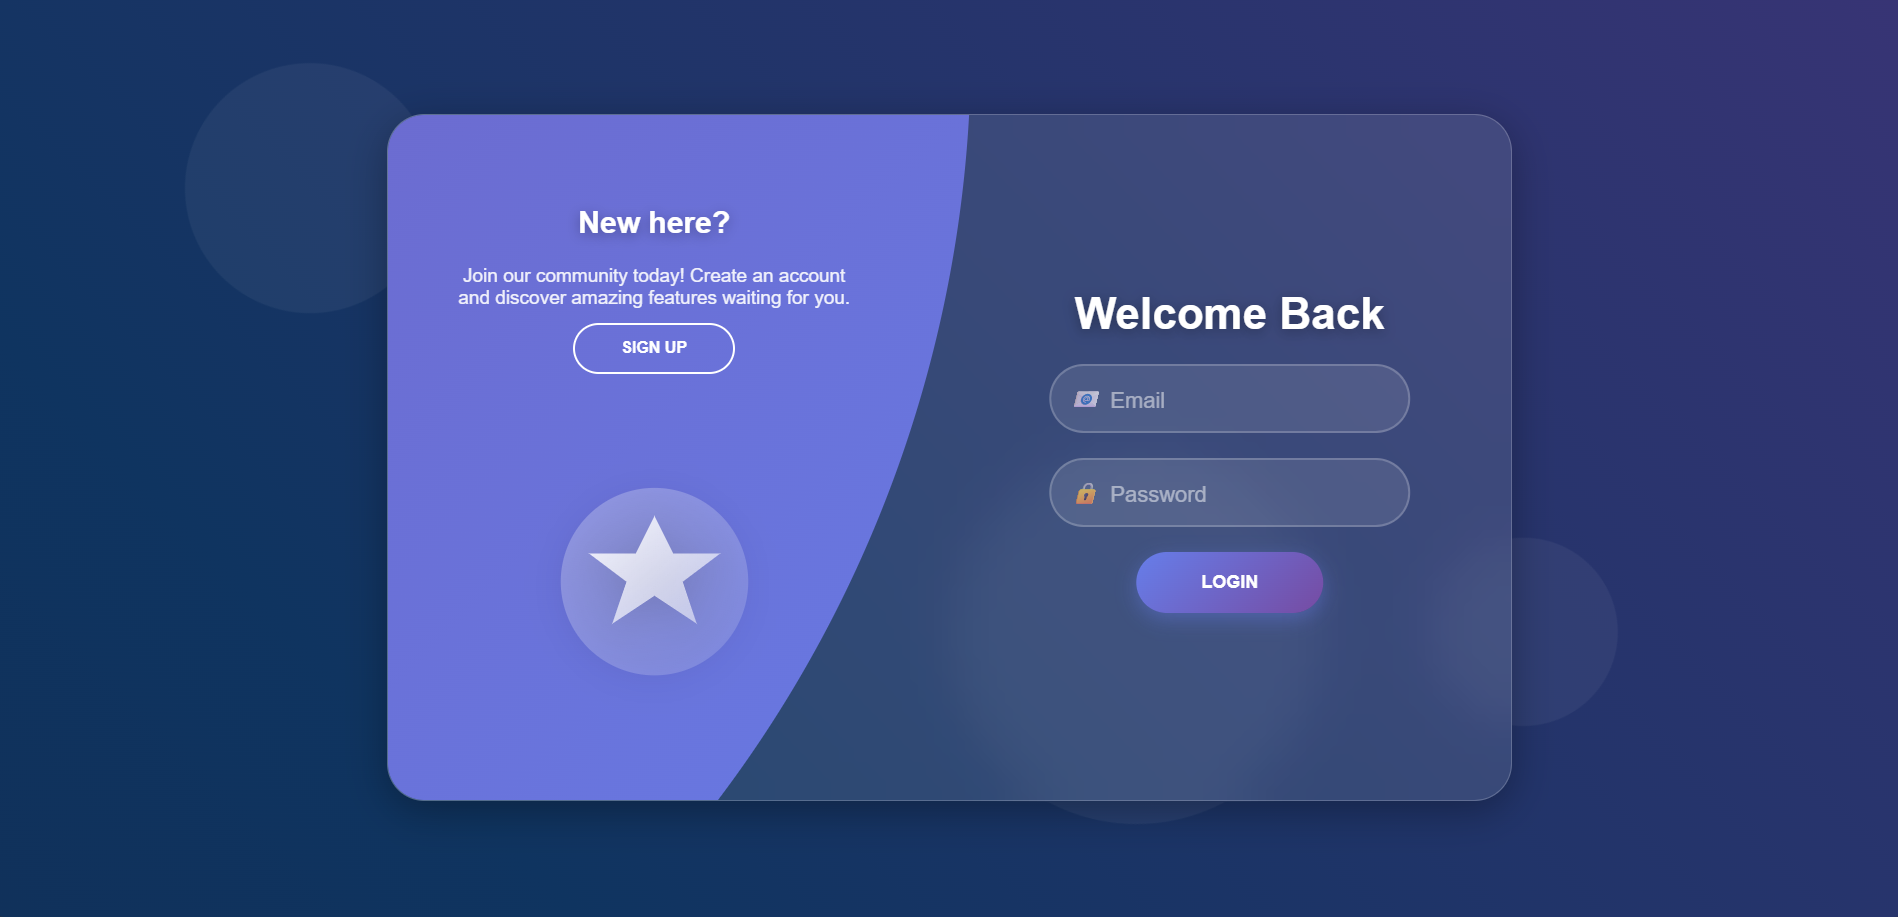 New here?
Join our community today! Create an account
and discover amazing features waiting for you.
SIGN UP
Welcome Back
Email
Password
LOGIN